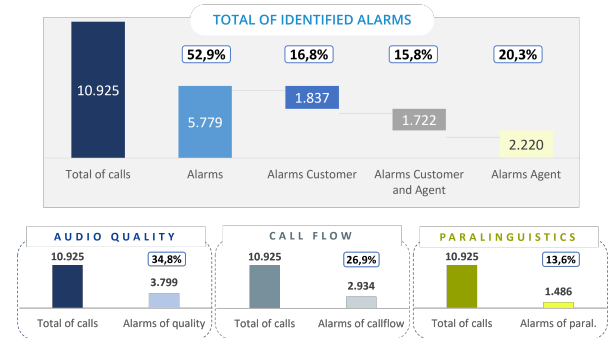 TOTAL OF IDENTIFIED ALARMS
52,9% 16,8% 15,8% 20,3%
10.925
5.779
1.837
1.722
2.220
Total of calls Alarms Alarms Customer Alarms Customer Alarms Agent
and Agent
AUDIO QUALITY
10.925 34,8%
3.799
Total of calls Alarms of quality
CALL FLOW
10.925 26,9%
2.934
Total of calls Alarms of callflow
PARALINGUISTICS
10.925 13,6%
1.486
Total of calls Alarms of paral.